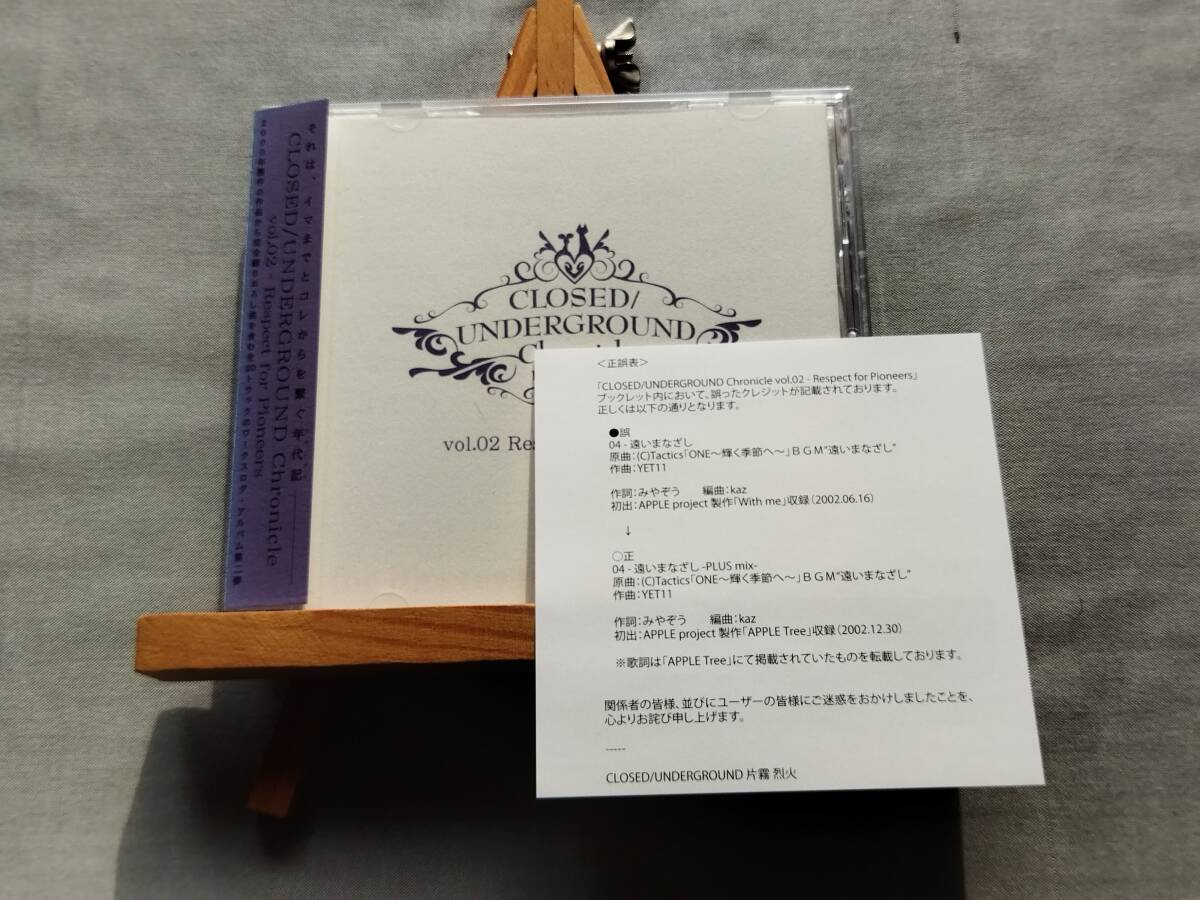 それは、イマまでとコレからを繋ぐ年代記
CLOSED/UNDERGROUND Chronicle
vol.02 - Respect for Pioneers
CLOSED/
UNDERGROUND
vol.02
＜正誤表＞
「CLOSED/UNDERGROUND Chronicle vol.02 - Respect for Pioneers」
ブックレット内において、誤ったクレジットが記載されております。
正しくは以下の通りとなります。
●誤
04 - 遠いまなざし
原曲：(C)Tactics「ONE～輝く季節へ～」ＢＧＭ“遠いまなざし”
作曲：YET11
作詞：みやぞう　　編曲：kaz
初出：APPLE project 製作「With me」収録（2002.06.16）
↓
○正
04 - 遠いまなざし -PLUS mix-
原曲：(C)Tactics「ONE～輝く季節へ～」ＢＧＭ“遠いまなざし”
作曲：YET11
作詞：みやぞう　　編曲：kaz
初出：APPLE project 製作「APPLE Tree」収録（2002.12.30）
※歌詞は「APPLE Tree」にて掲載されていたものを転載しております。
関係者の皆様、並びにユーザーの皆様にご迷惑をおかけしましたことを、
心よりお詫び申し上げます。
-----
CLOSED/UNDERGROUND 片霧 烈火